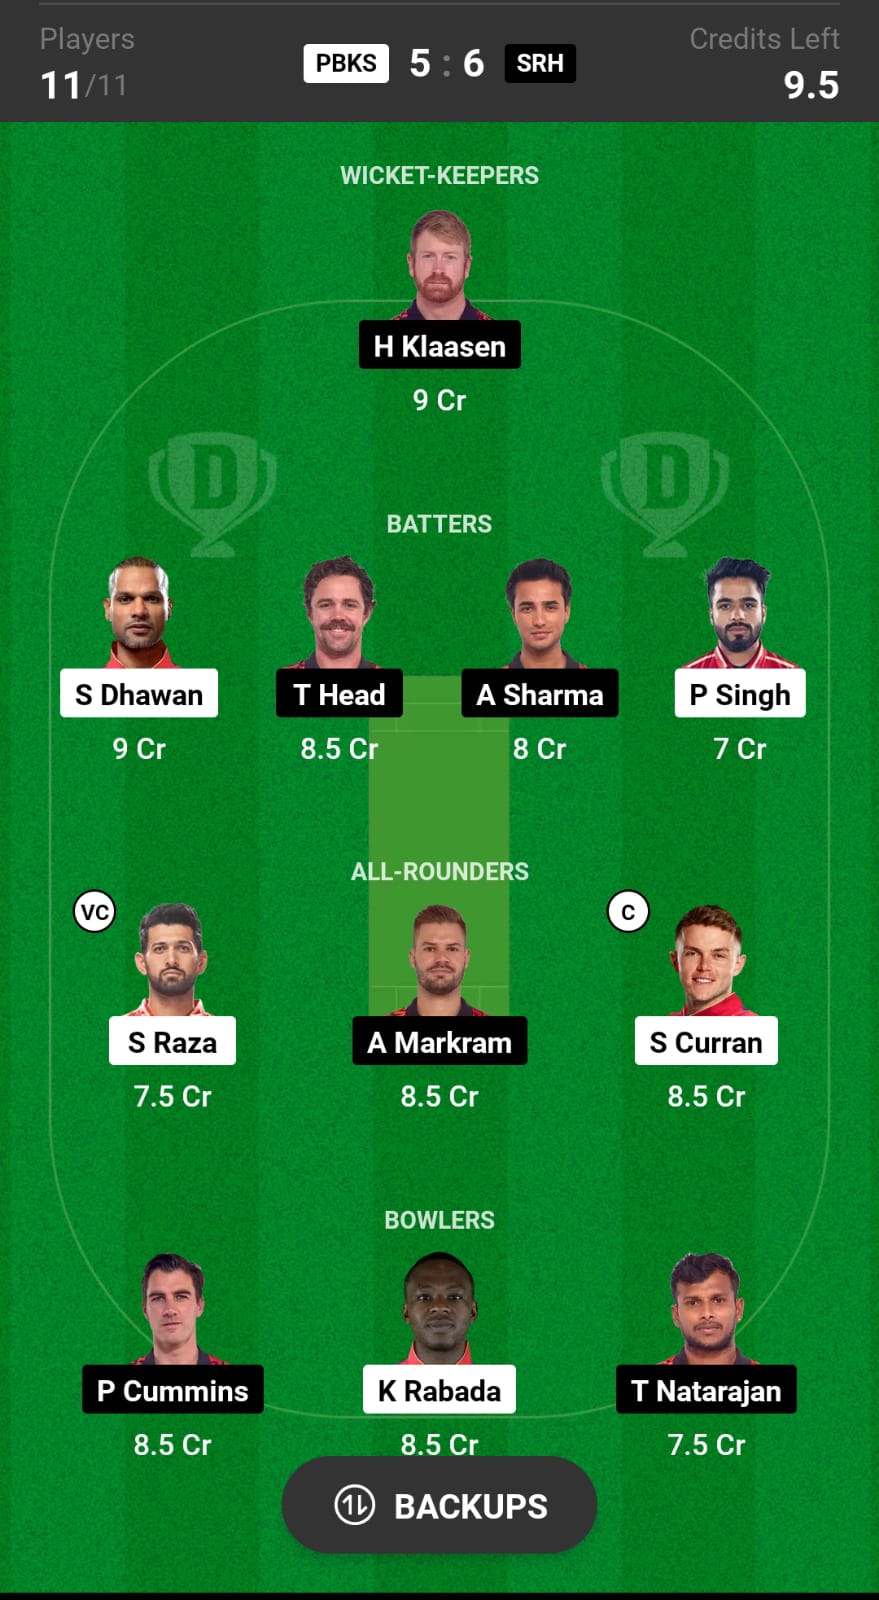 Players
Credits Left
11/11
PBKS 5 : 6 SRH
9.5
WICKET-KEEPERS
H Klaasen
9 Cr
D D
BATTERS
S Dhawan T Head A Sharma P Singh
9 Cr 8.5 Cr 8 Cr 7 Cr
ALL-ROUNDERS
VC C
S Raza A Markram S Curran
7.5 Cr 8.5 Cr 8.5 Cr
BOWLERS
P Cummins K Rabada T Natarajan
8.5 Cr 8.5 Cr 7.5 Cr
BACKUPS